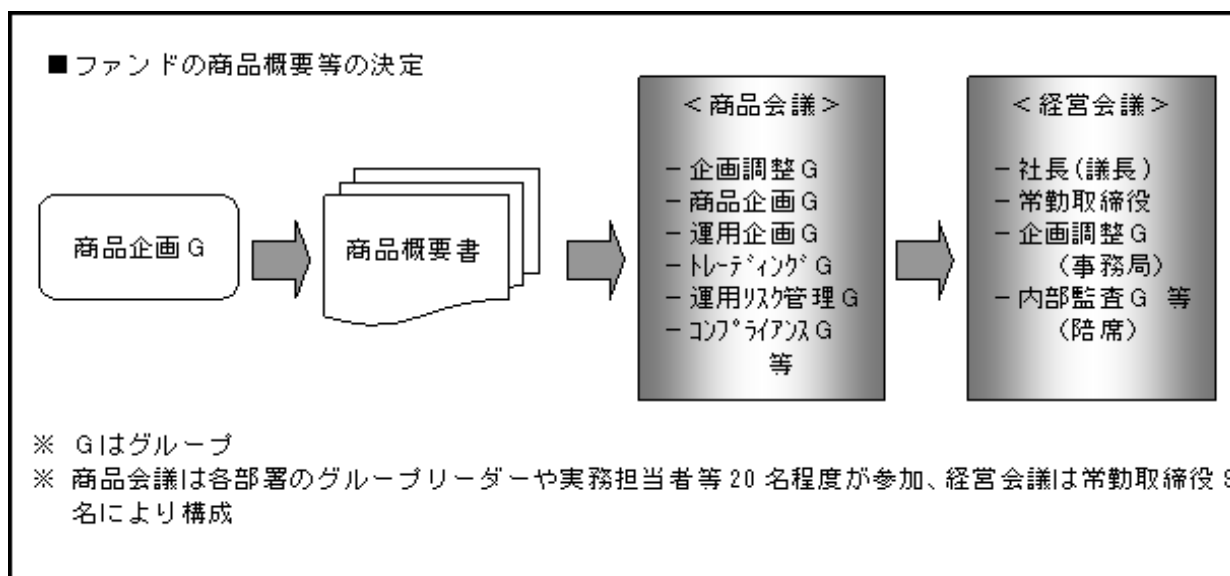 ■ファンドの商品概要等の決定
商品企画G
商品概要書
＜商品会議＞
－企画調整G
－商品企画G
－運用企画G
－ﾄﾚｰﾃﾞｨﾝｸﾞG
－運用ﾘｽｸ管理G
－ｺﾝﾌﾟﾗｲｱﾝｽG
等
＜経営会議＞
－社長(議長)
－常勤取締役
－企画調整G
(事務局)
－内部監査G 等
(陪席)
※ Gはグループ
※ 商品会議は各部署のグループリーダーや実務担当者等20名程度が参加、経営会議は常勤取締役
名により構成